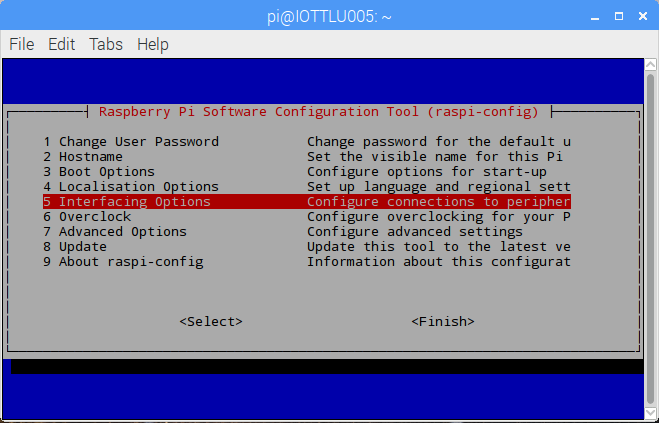 pi@IOTTLU005: ~
File Edit Tabs Help
Raspberry Pi Software Configuration Tool (raspi-config)
1 Change User Password Change password for the default u
2 Hostname Set the visible name for this Pi
3 Boot Options Configure options for start-up
4 Localisation Options Set up language and regional sett
5 Interfacing Options Configure connections to peripher
6 Overclock Configure overclocking for your P
7 Advanced Options Configure advanced settings
8 Update Update this tool to the latest ve
9 About raspi-config Information about this configurat
<Select> <Finish>